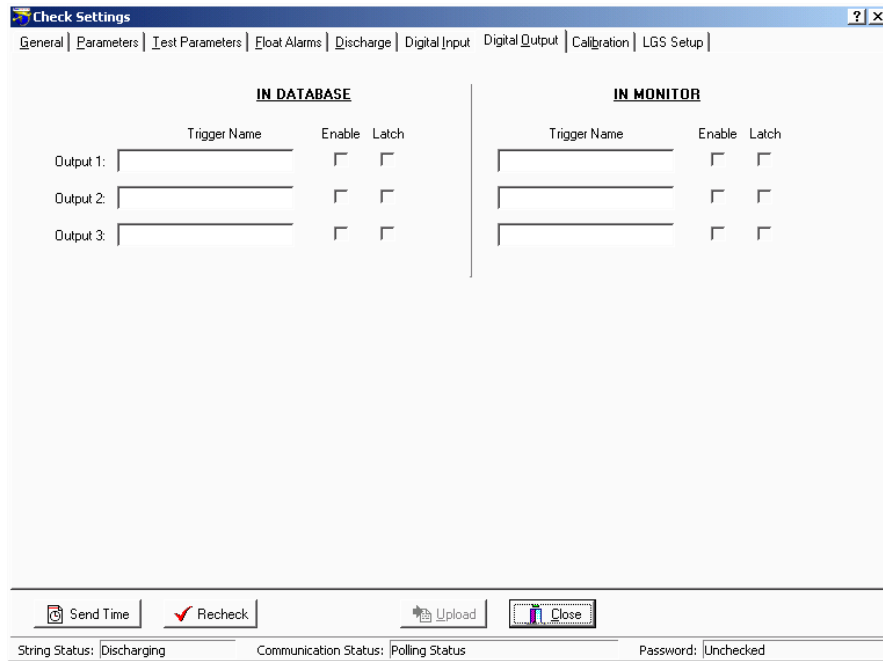 Check Settings
General Parameters Test Parameters Float Alarms Discharge Digital Input Digital Output Calibration LGS Setup
IN DATABASE IN MONITOR
Trigger Name Enable Latch Trigger Name Enable Latch
Output 1:
Output 2:
Output 3:
Send Time Recheck Upload Close
String Status: Discharging Communication Status: Polling Status Password: Unchecked